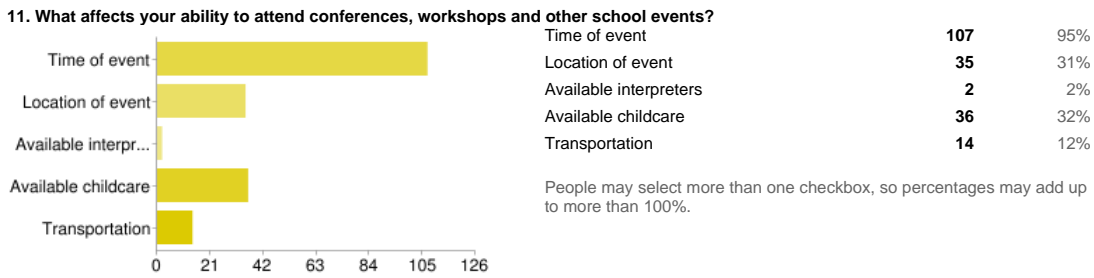 11. What affects your ability to attend conferences, workshops and other school events?
Time of event
Location of event
Available interpr...
Available childcare
Transportation
0 21 42 63 84 105 126
Time of event 107 95%
Location of event 35 31%
Available interpreters 2 2%
Available childcare 36 32%
Transportation 14 12%
People may select more than one checkbox, so percentages may add up
to more than 100%.